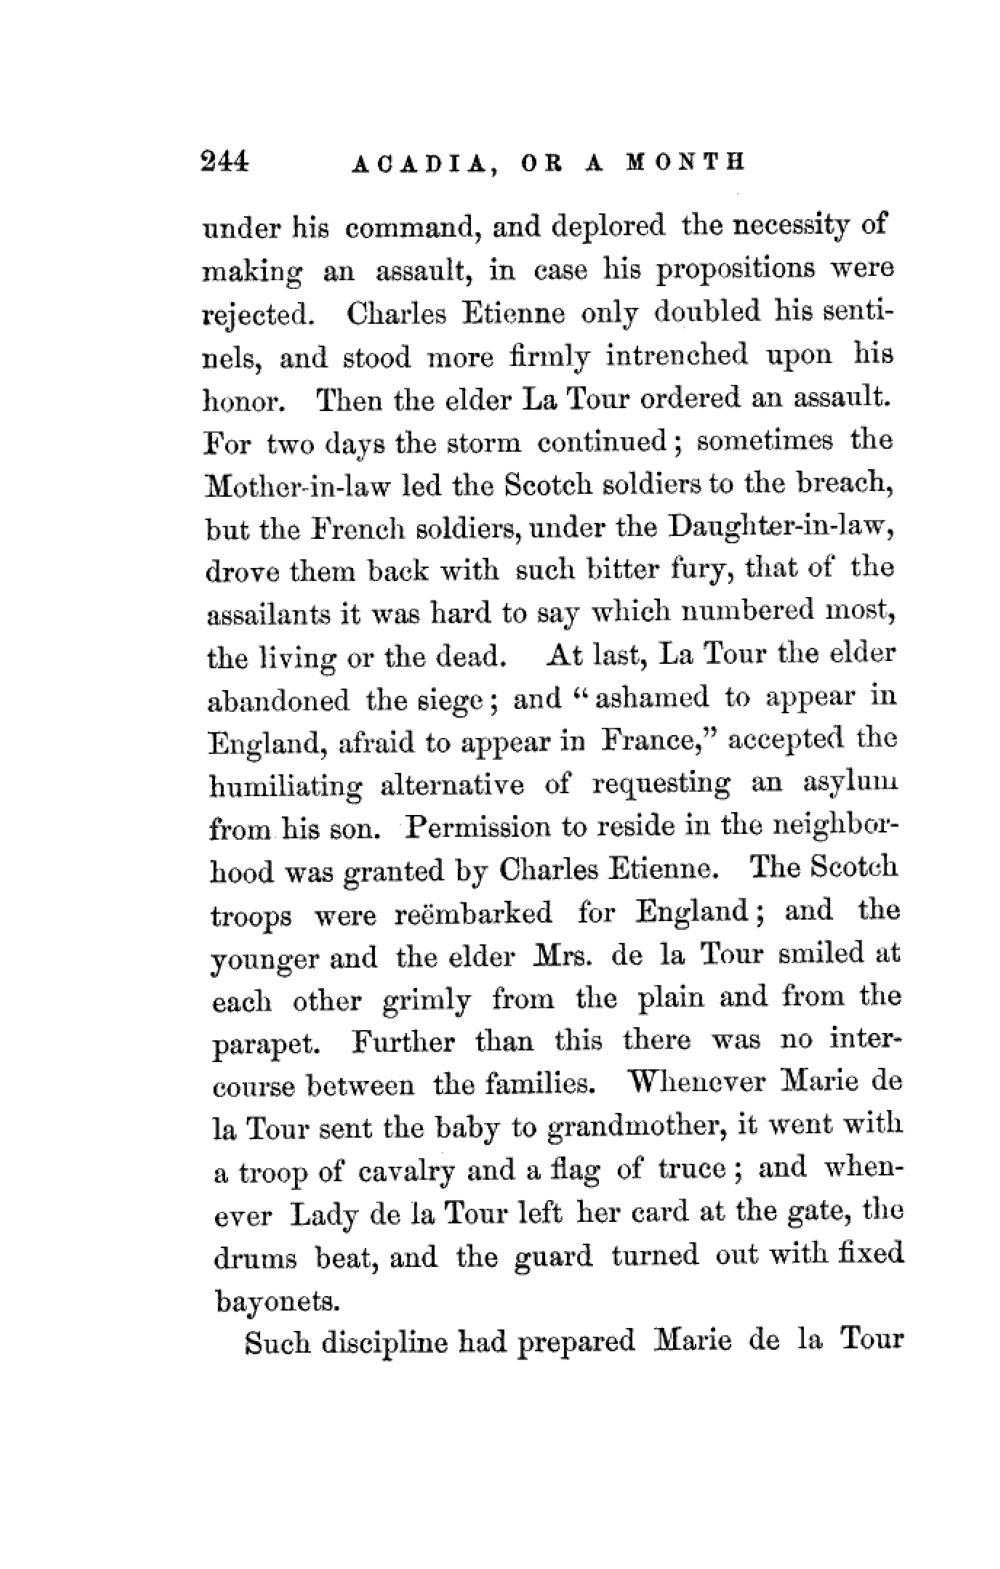 244 ACADIA, OR A MONTH
under his command, and deplored the necessity of
making an assault, in case his propositions were
rejected. Charles Etienne only doubled his senti-
nels, and stood more firmly intrenched upon his
honor. Then the elder La Tour ordered an assault.
For two days the storm continued; sometimes the
Mother-in-law led the Scotch soldiers to the breach,
but the French soldiers, under the Daughter-in-law,
drove them back with such bitter fury, that of the
assailants it was hard to say which numbered most,
the living or the dead. At last, La Tour the elder
abandoned the siege; and “ashamed to appear in
England, afraid to appear in France,” accepted the
humiliating alternative of requesting an asylum
from his son. Permission to reside in the neighbor-
hood was granted by Charles Etienne. The Scotch
troops were reëmbarked for England; and the
younger and the elder Mrs. de la Tour smiled at
each other grimly from the plain and from the
parapet. Further than this there was no inter-
course between the families. Whenever Marie de
la Tour sent the baby to grandmother, it went with
a troop of cavalry and a flag of truce; and when-
ever Lady de la Tour left her card at the gate, the
drums beat, and the guard turned out with fixed
bayonets.
Such discipline had prepared Marie de la Tour